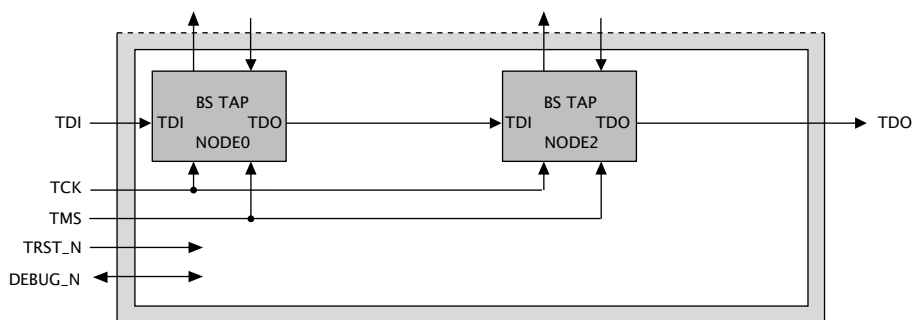 BS TAP
BS TAP
TDI
TDI
TDO
TDI
TDO
TDO
NODE0
NODE2
TCK
TMS
TRST_N
DEBUG_N